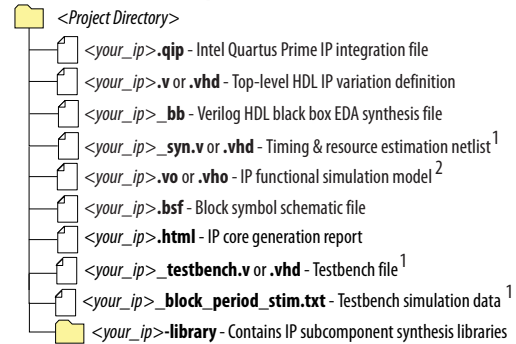 <Project Directory>
<your_ip>.qip - Intel Quartus Prime IP integration file
<your_ip>.v or .vhd - Top-level HDL IP variation definition
<your_ip>_bb - Verilog HDL black box EDA synthesis file
<your_ip>_syn.v or .vhd - Timing & resource estimation netlist 1
<your_ip>.vo or .vho - IP functional simulation model 2
<your_ip>.bsf - Block symbol schematic file
<your_ip>.html - IP core generation report
<your_ip>_testbench.v or .vhd - Testbench file 1
<your_ip>_block_period_stim.txt - Testbench simulation data 1
<your_ip>-library - Contains IP subcomponent synthesis libraries